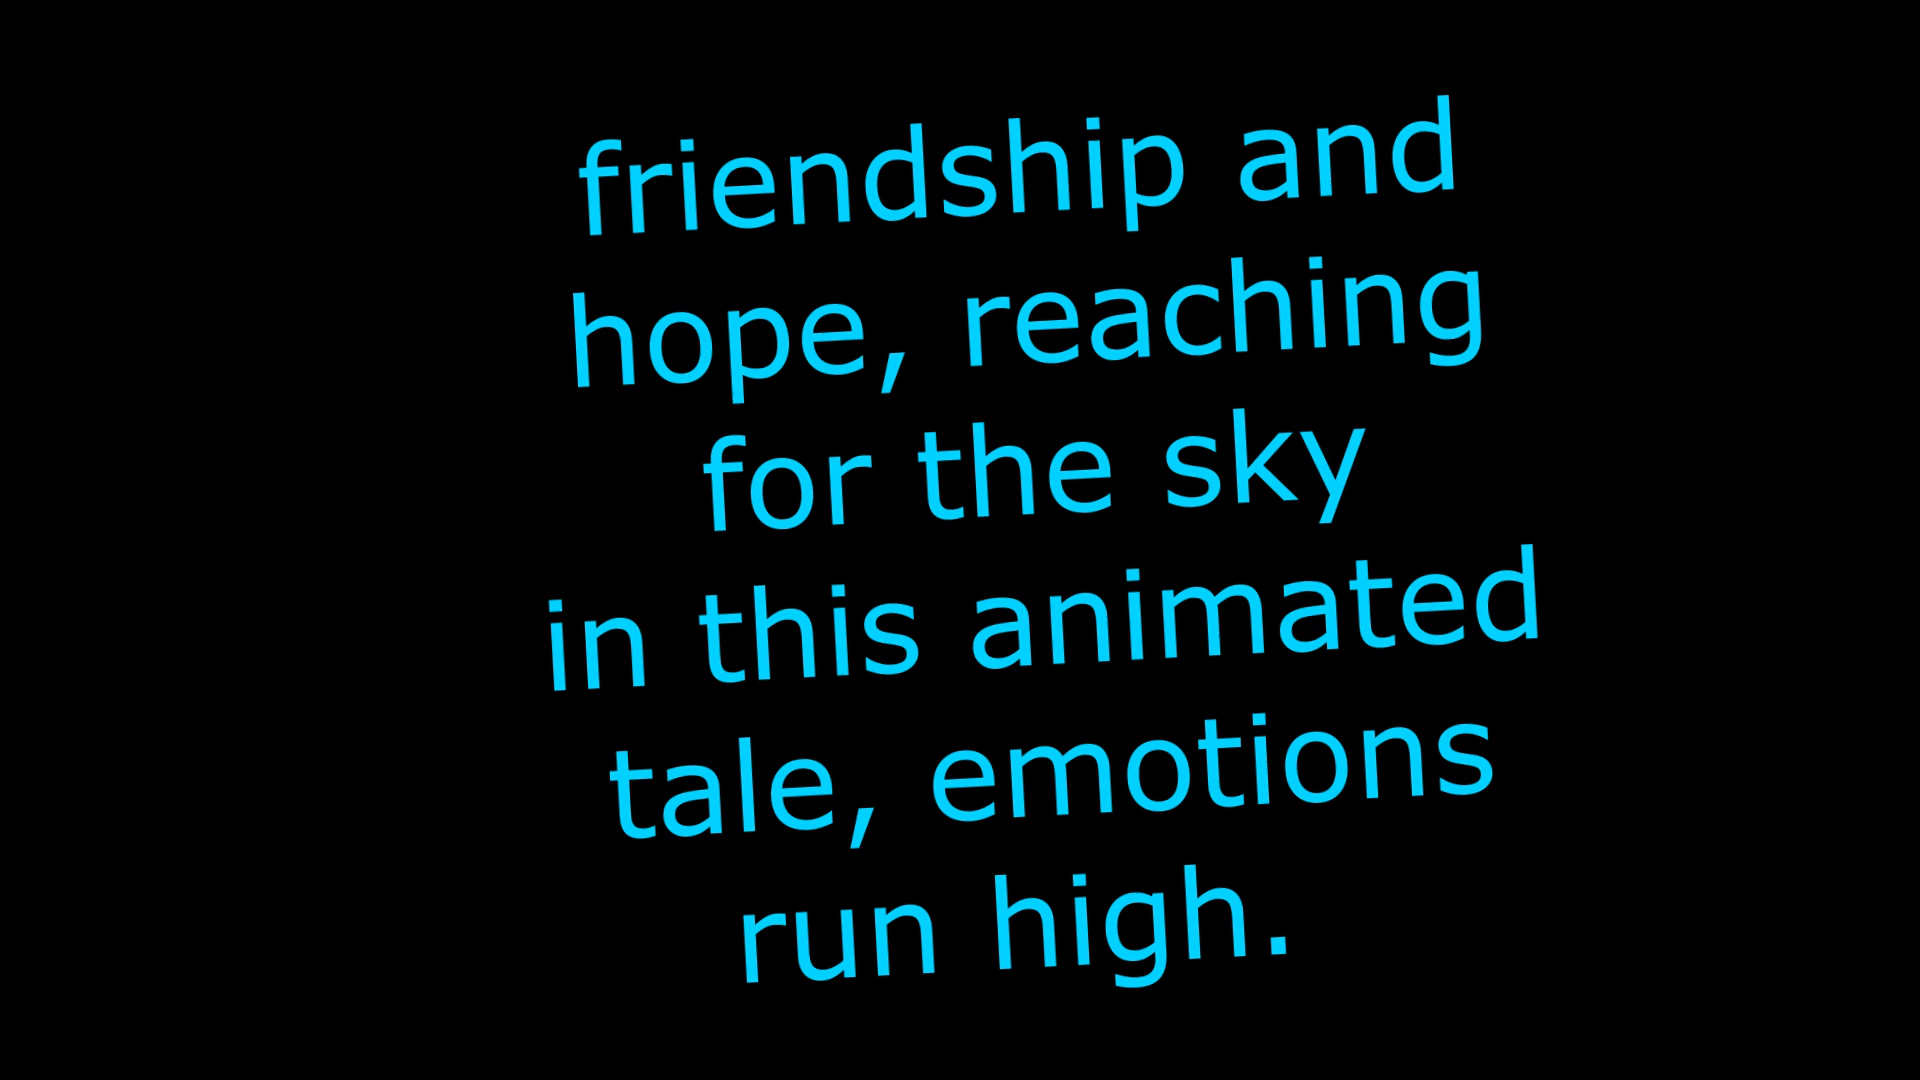 friendship and
hope, reaching
for the sky
in this animated
tale, emotions
run high.